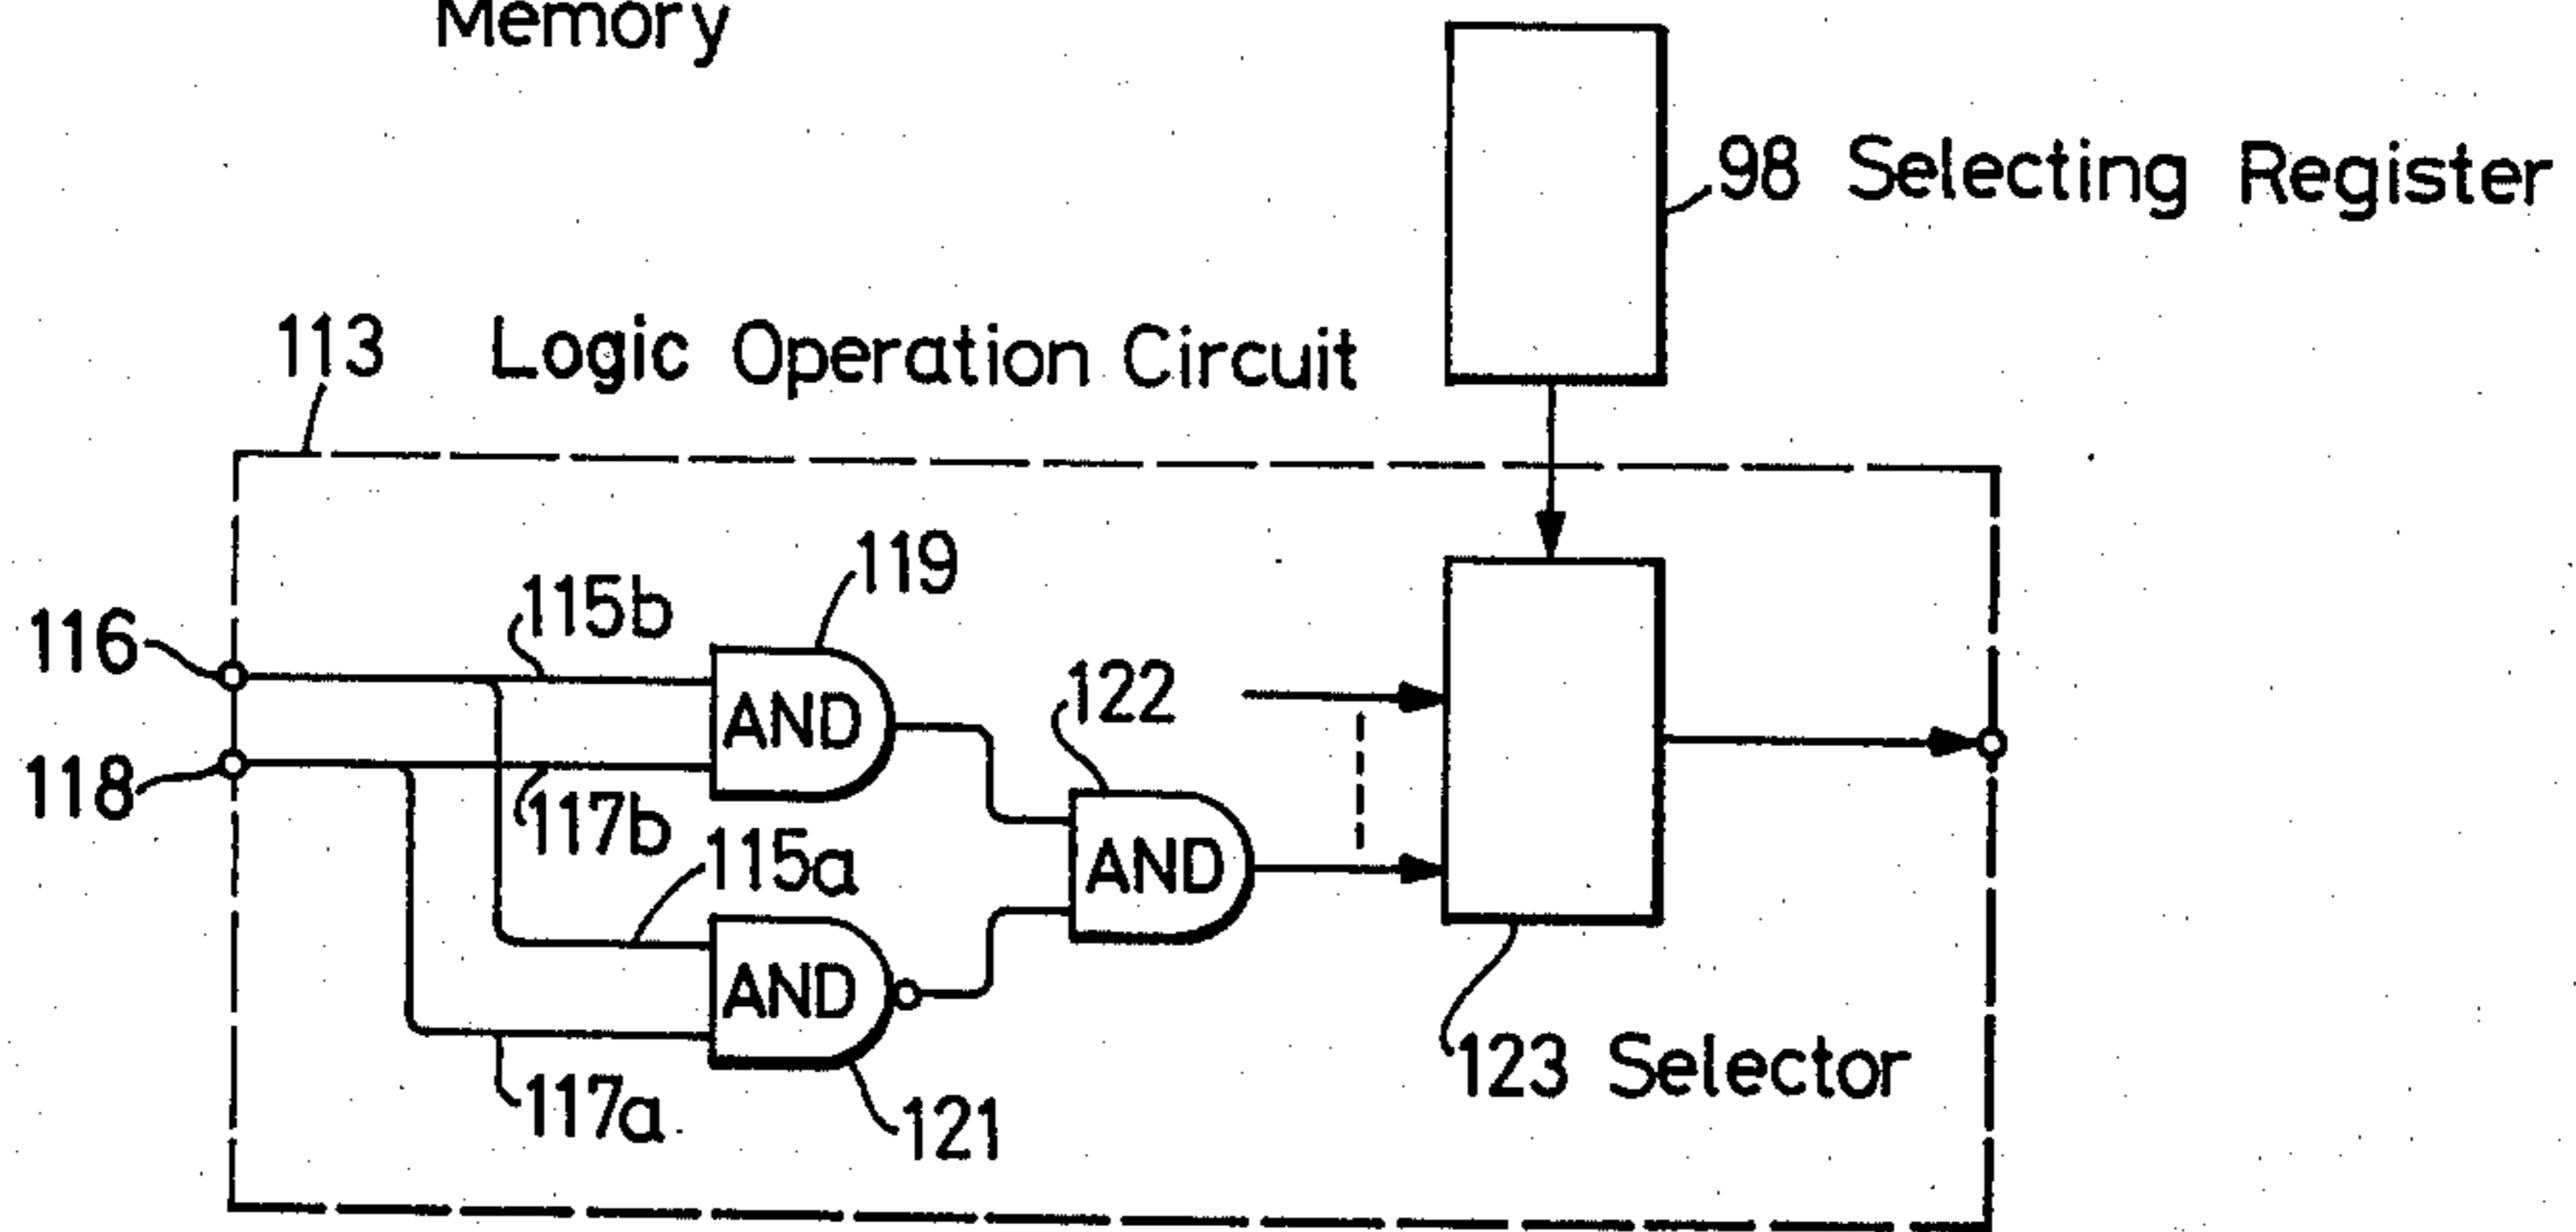 Memory
98 Selecting Register
113 Logic Operation Circuit
119
115b
116
122
AND
118
117b
115a
AND
AND
123 Selector
117a
121